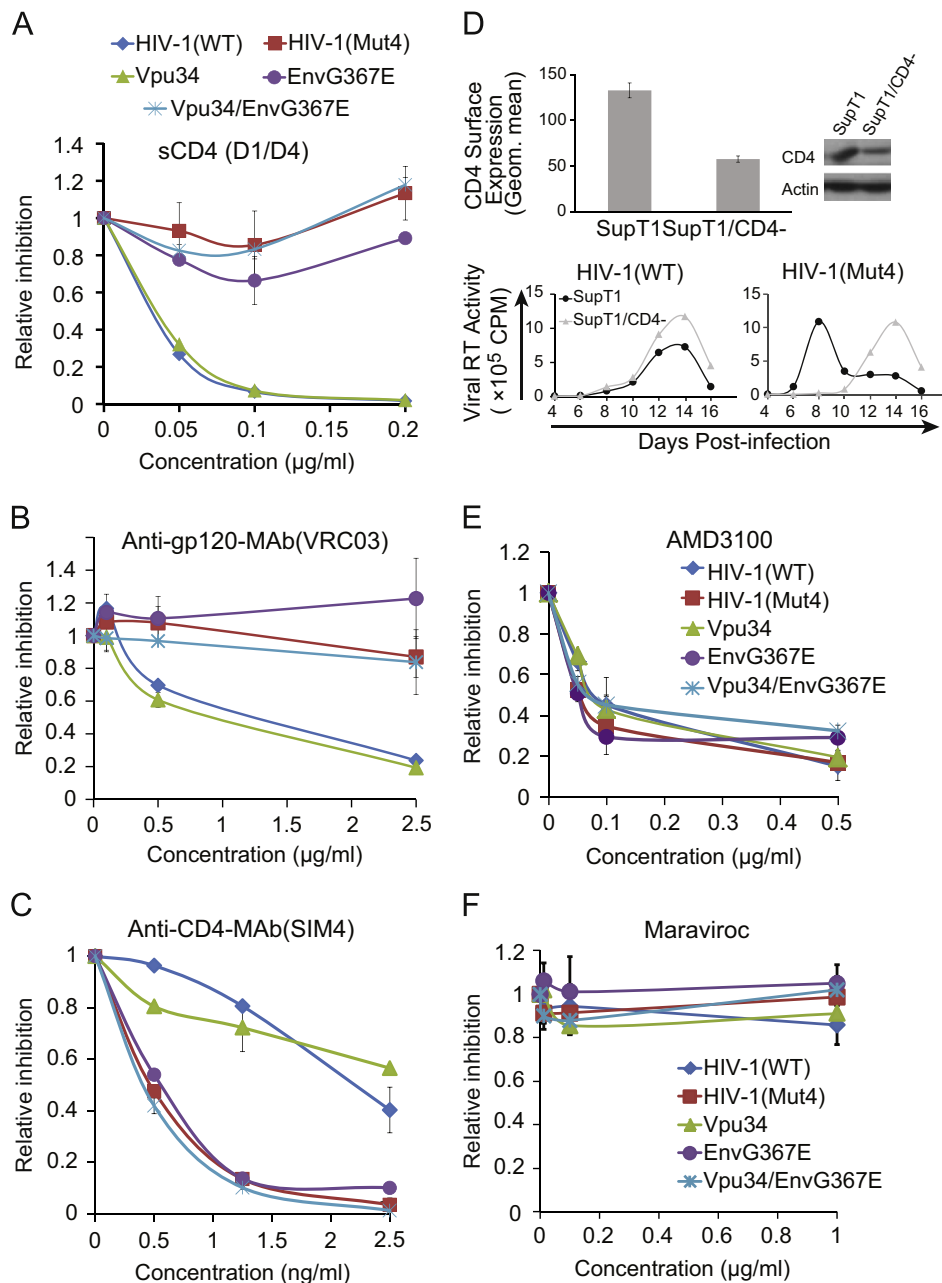 A
HIV-1(WT)
HIV-1(Mut4)
Vpu34
EnvG367E
Vpu34/EnvG367E
sCD4 (D1/D4)
Relative inhibition
1.4
1.2
1
0.8
0.6
0.4
0.2
0
0
0.05
0.1
0.2
Concentration (µg/ml)
B
Anti-gp120-MAb(VRC03)
Relative inhibition
1.4
1.2
1
0.8
0.6
0.4
0.2
0
0
0.5
1
1.5
2
2.5
Concentration (µg/ml)
C
Anti-CD4-MAb(SIM4)
Relative inhibition
1
0.8
0.6
0.4
0.2
0
0
0.5
1
1.5
2.5
Concentration (ng/ml)
D
CD4 Surface
Expression
(Geom. mean)
150
100
50
0
SupT1
SupT1/CD4-
SupT1
SupT1/CD4-
CD4
Actin
HIV-1(WT)
SupT1
SupT1/CD4-
Viral RT Activity
( ×10⁵ CPM)
15
10
5
0
4 6 8 10 12 14 16
HIV-1(Mut4)
15
10
5
0
4 6 8 10 12 14 16
Days Post-infection
E
AMD3100
HIV-1(WT)
HIV-1(Mut4)
Vpu34
EnvG367E
Vpu34/EnvG367E
Relative inhibition
1.2
1
0.8
0.6
0.4
0.2
0
0
0.1
0.2
0.3
0.4
0.5
Concentration (µg/ml)
F
Maraviroc
HIV-1(WT)
HIV-1(Mut4)
Vpu34
EnvG367E
Vpu34/EnvG367E
Relative inhibition
1.2
1
0.8
0.6
0.4
0.2
0
0
0.2
0.4
0.6
0.8
1
Concentration (µg/ml)